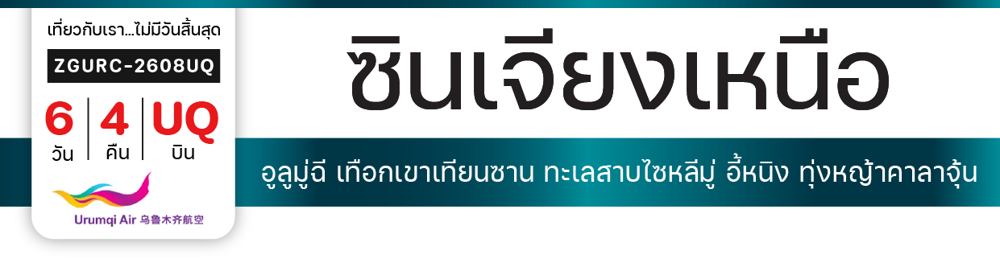 เที่ยวกับเรา...ไม่มีวันสิ้นสุด
ZGURC-2608UQ
6 4 UQ
วัน คืน บิน
Urumqi Air 乌鲁木齐航空
ซินเจียงเหนือ
อูลูมู่ฉี เทือกเขาเทียนซาน ทะเลสาบไซหลีมู่ อี้หนิง ทุ่งหญ้าคาลาจุ้น